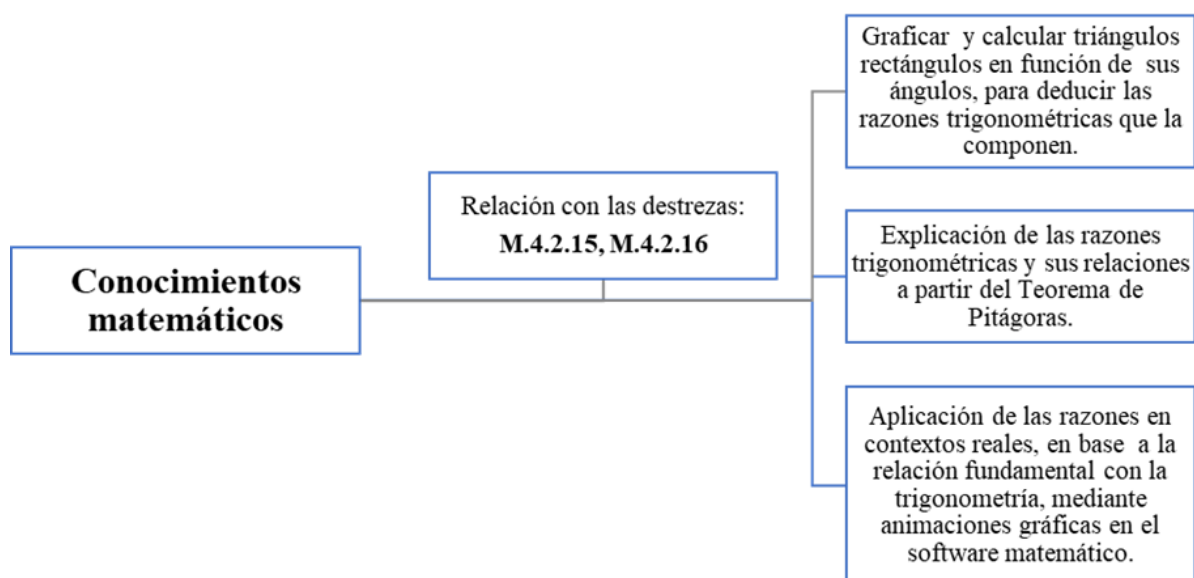 Conocimientos
matemáticos
Relación con las destrezas:
M.4.2.15, M.4.2.16
Graficar y calcular triángulos
rectángulos en función de sus
ángulos, para deducir las
razones trigonométricas que la
componen.
Explicación de las razones
trigonométricas y sus relaciones
a partir del Teorema de
Pitágoras.
Aplicación de las razones en
contextos reales, en base a la
relación fundamental con la
trigonometría, mediante
animaciones gráficas en el
software matemático.